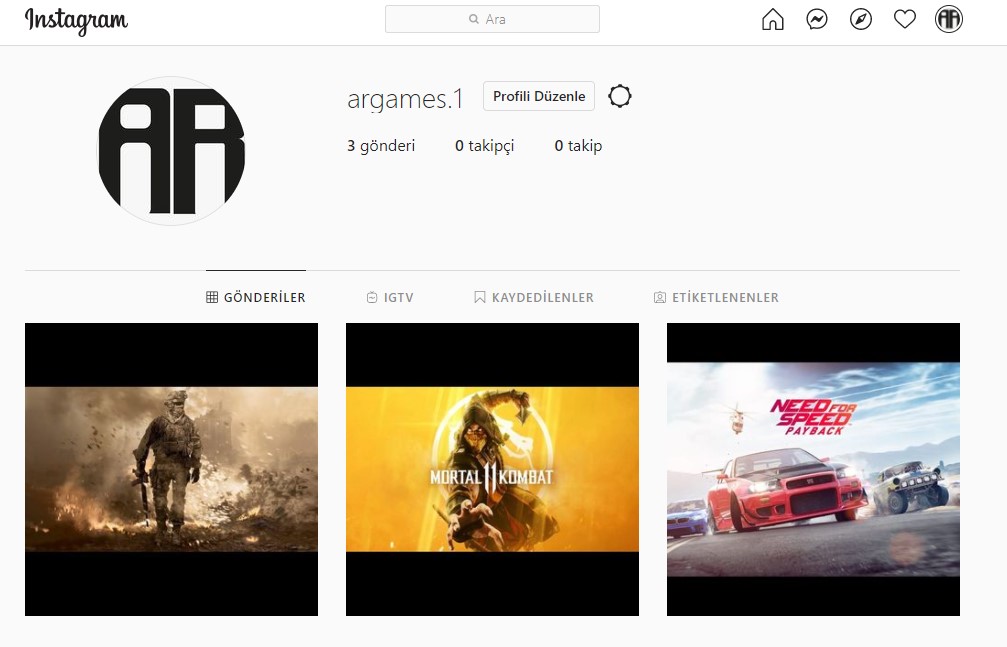 Instagram
Ara
AR
AR
argames.1 Profili Düzenle
3 gönderi 0 takipçi 0 takip
GÖNDERİLER IGTV KAYDEDİLENLER ETİKETLENENLER
MORTAL 11 KOMBAT
NEED FOR
SPEED
PAYBACK